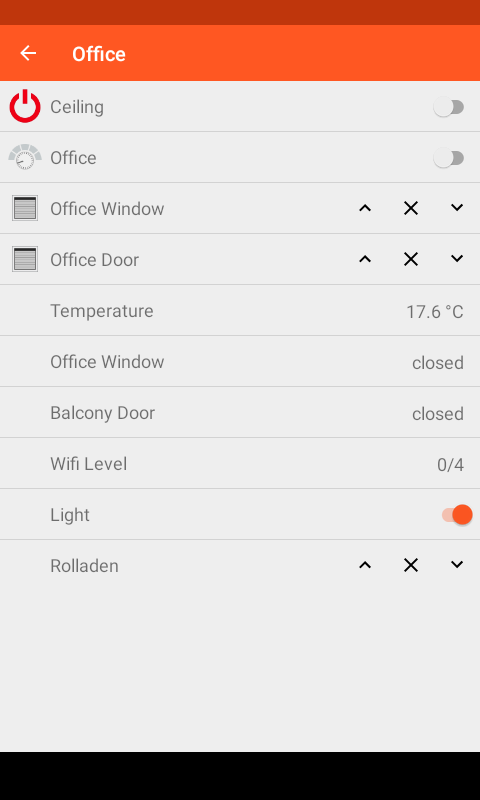 Office
Ceiling
Office
Office Window
Office Door
Temperature 17.6 °C
Office Window closed
Balcony Door closed
Wifi Level 0/4
Light
Rolladen